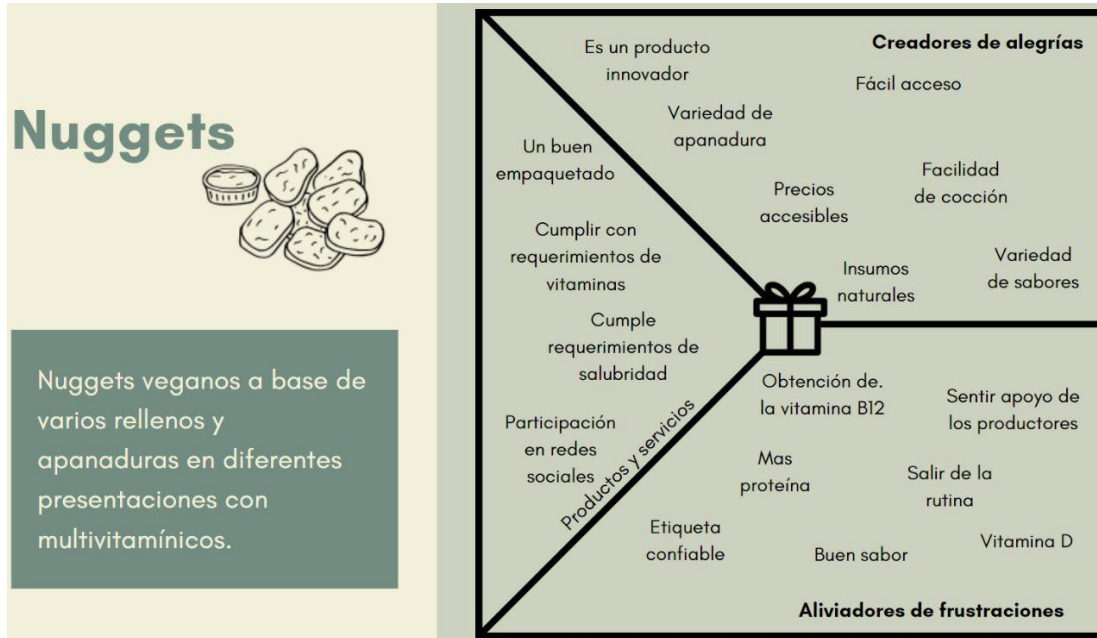 Nuggets
Nuggets veganos a base de
varios rellenos y
apanaduras en diferentes
presentaciones con
multivitamínicos.
Un buen
empaquetado
Cumplir con
requerimientos de
vitaminas
Cumple
requerimientos de
salubridad
Participación
en redes
sociales
Productos y servicios
Creadores de alegrías
Es un producto
innovador
Fácil acceso
Variedad de
apanadura
Facilidad
de cocción
Precios
accesibles
Variedad
de sabores
Insumos
naturales
Obtención de.
la vitamina B12
Sentir apoyo de
los productores
Mas
proteína
Salir de la
rutina
Etiqueta
confiable
Buen sabor
Vitamina D
Aliviadores de frustraciones